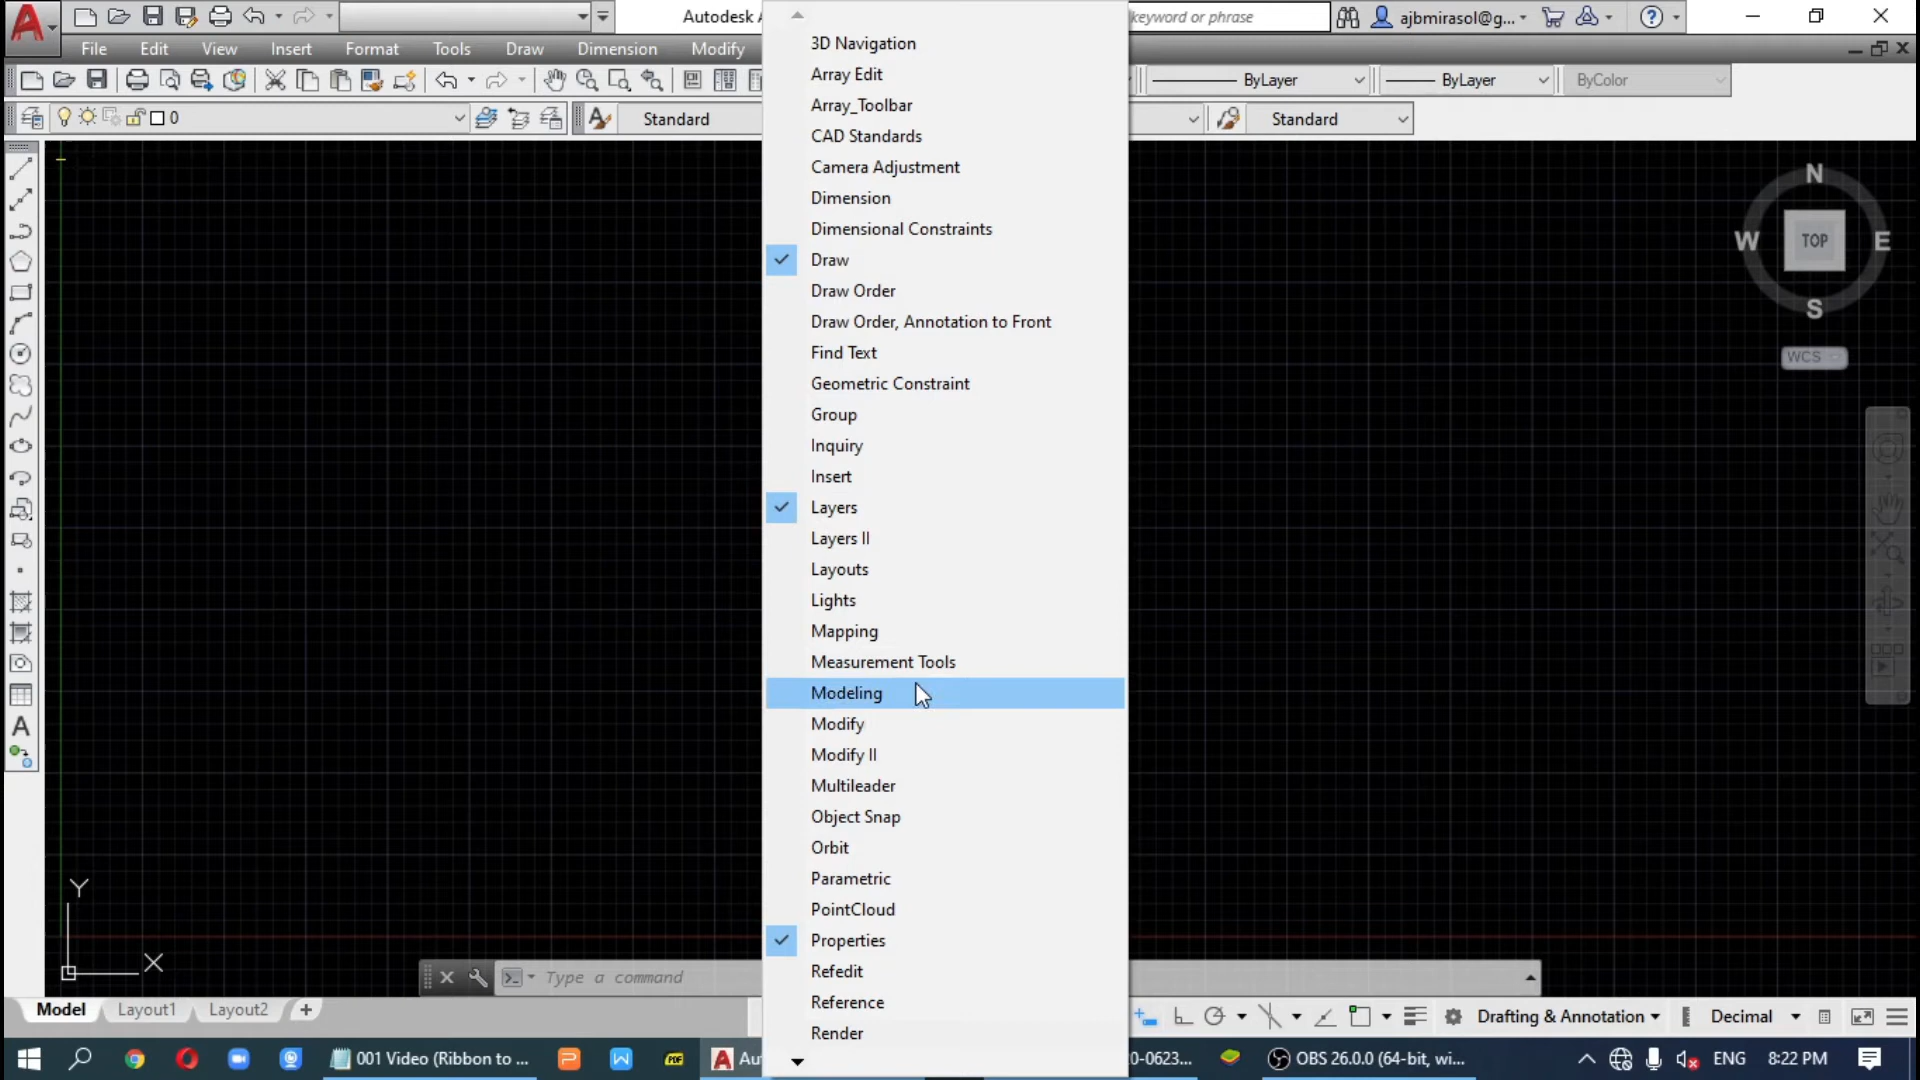 Autodesk A
keyword or phrase
ajbmirasol@g...
File Edit View Insert Format Tools Draw Dimension Modify
ByLayer
ByLayer
ByColor
0
Standard
Standard
3D Navigation
Array Edit
Array_Toolbar
CAD Standards
Camera Adjustment
Dimension
Dimensional Constraints
Draw
Draw Order
Draw Order, Annotation to Front
Find Text
Geometric Constraint
Group
Inquiry
Insert
Layers
Layers II
Layouts
Lights
Mapping
Measurement Tools
Modeling
Modify
Modify II
Multileader
Object Snap
Orbit
Parametric
PointCloud
Properties
Refedit
Reference
Render
N
W TOP E
S
WCS
Y
X
Type a command
Model Layout1 Layout2 +
Drafting & Annotation
Decimal
001 Video (Ribbon to ...
PDF
Au
0-0623...
OBS 26.0.0 (64-bit, wi...
ENG
8:22 PM